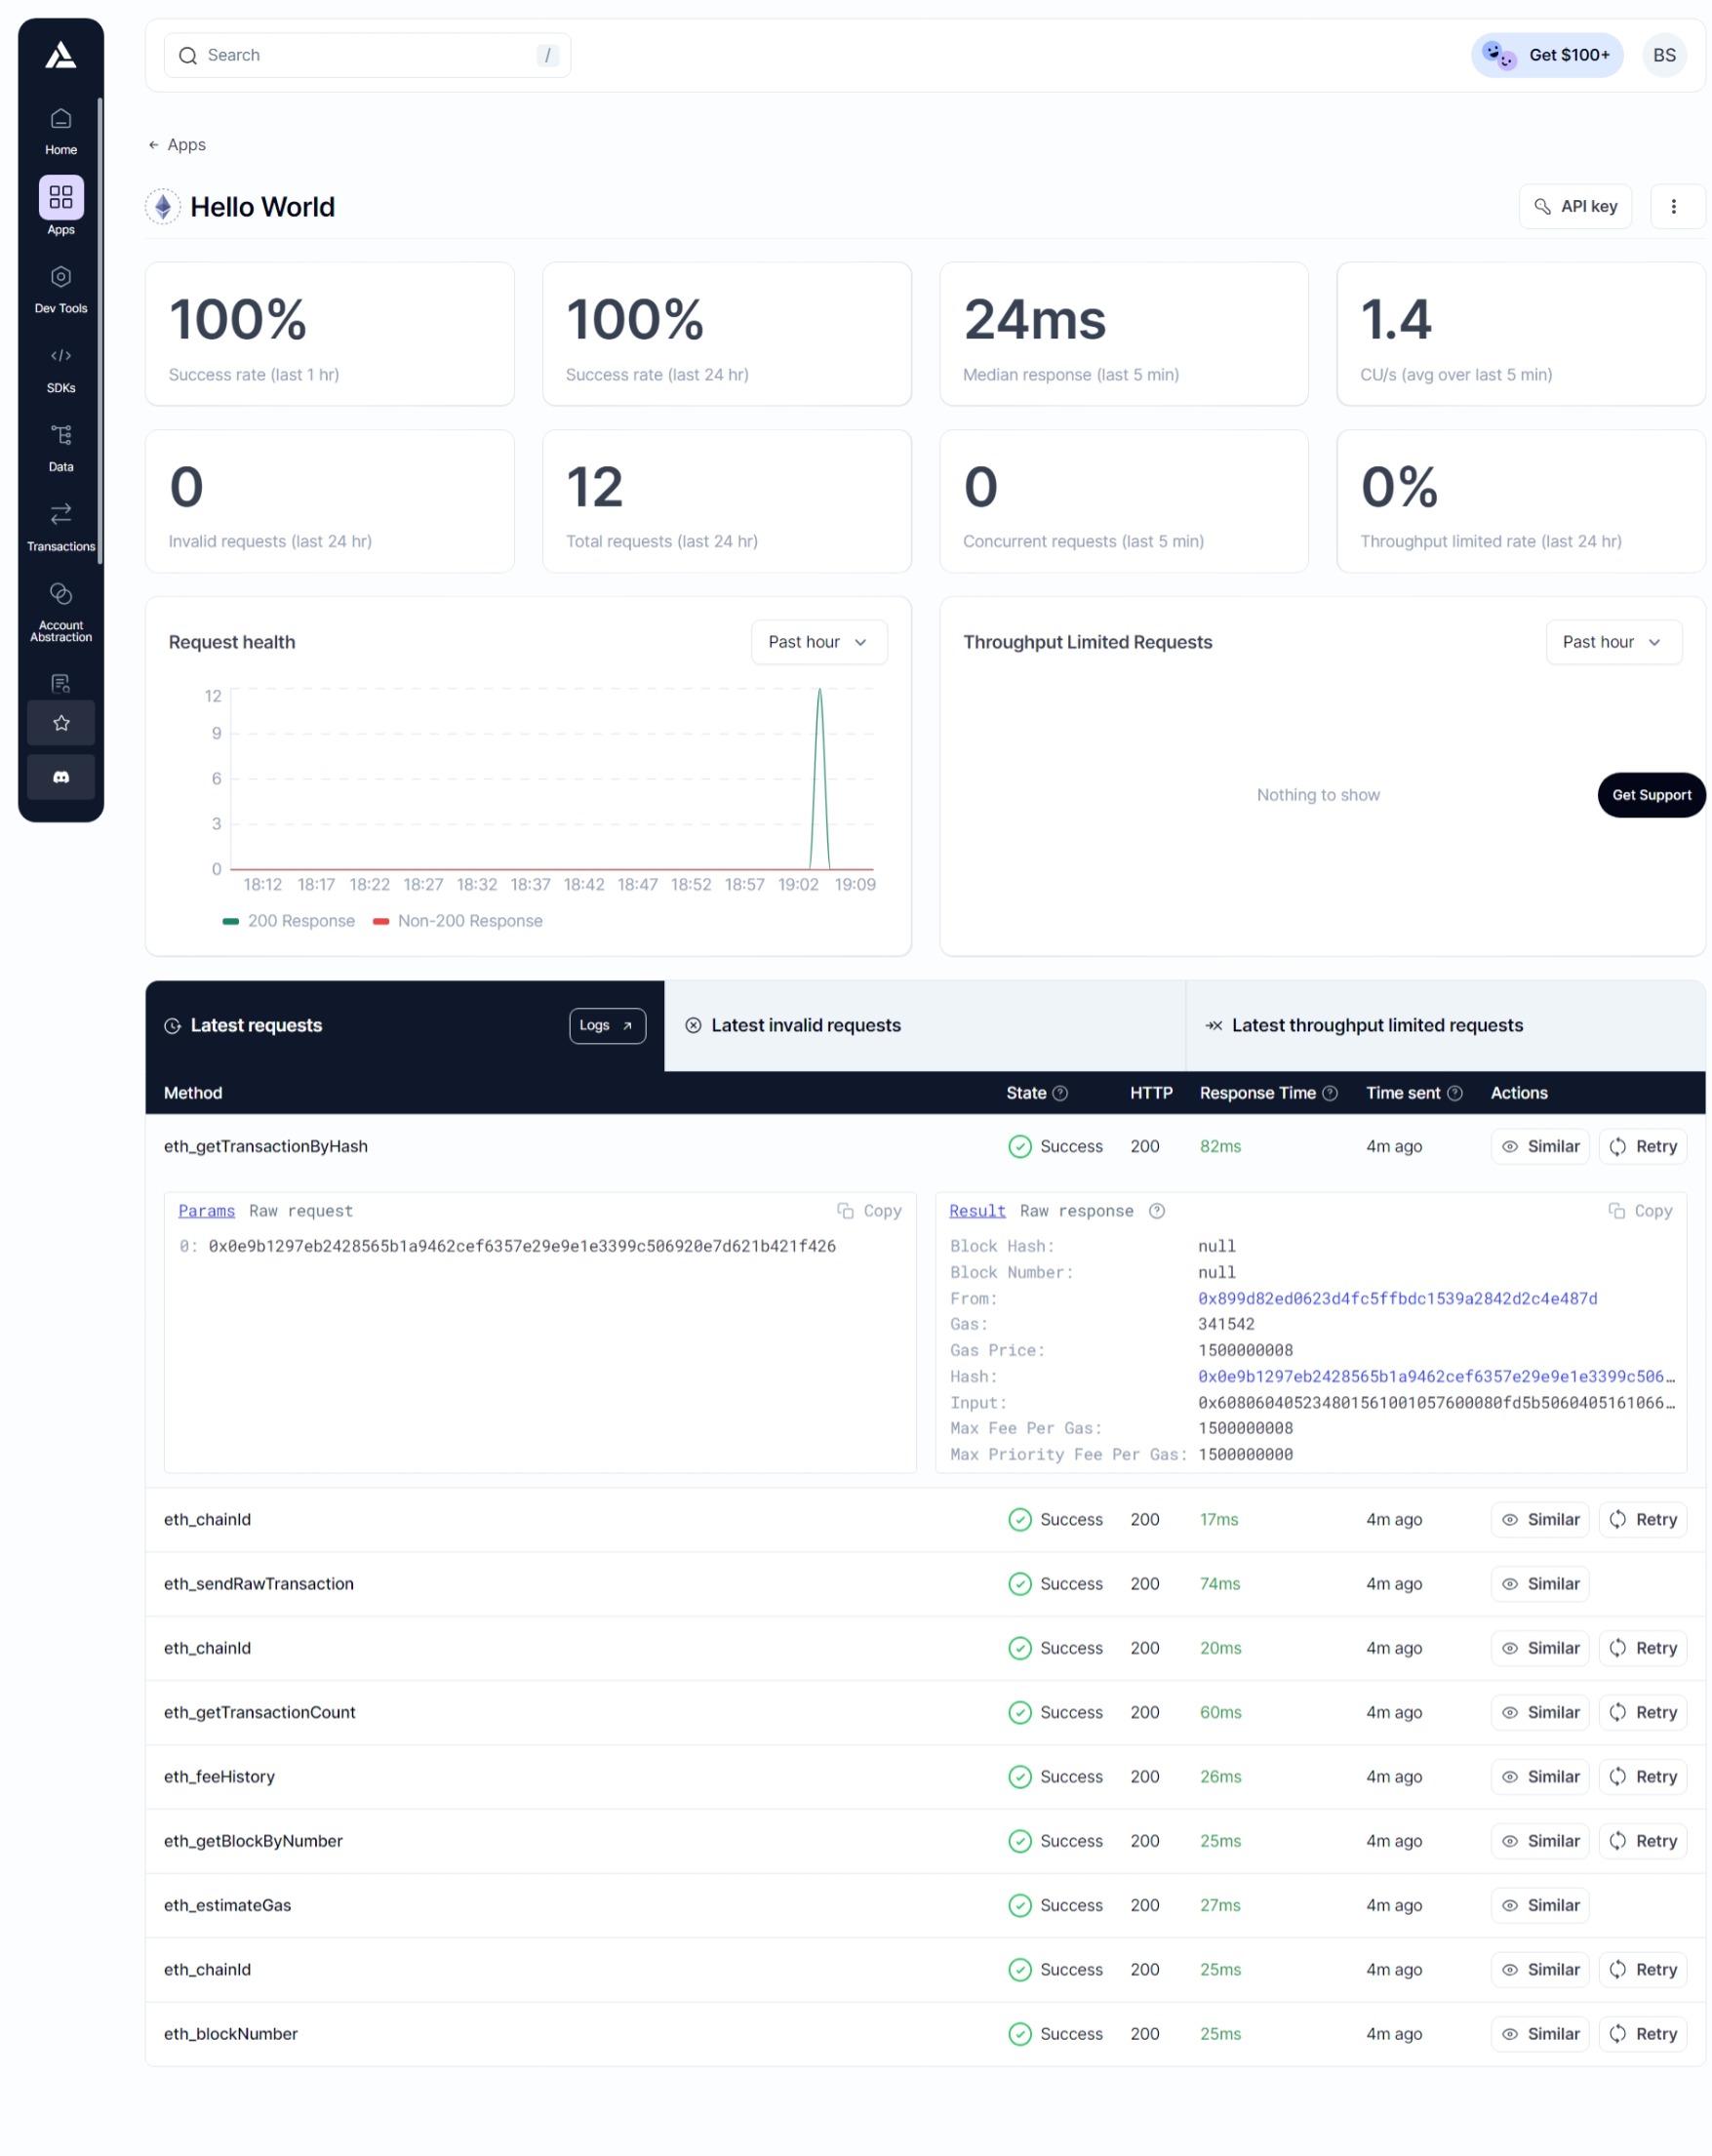 Search /
Get $100+
BS
Home
Apps
Dev Tools
SDKs
Data
Transactions
Account
Abstraction
← Apps
Hello World
API key
100%
Success rate (last 1 hr)
100%
Success rate (last 24 hr)
24ms
Median response (last 5 min)
1.4
CU/s (avg over last 5 min)
0
Invalid requests (last 24 hr)
12
Total requests (last 24 hr)
0
Concurrent requests (last 5 min)
0%
Throughput limited rate (last 24 hr)
Request health
Past hour
12
9
6
3
0
18:12 18:17 18:22 18:27 18:32 18:37 18:42 18:47 18:52 18:57 19:02 19:09
200 Response Non-200 Response
Throughput Limited Requests
Past hour
Nothing to show
Get Support
Latest requests
Logs
Latest invalid requests
Latest throughput limited requests
Method State HTTP Response Time Time sent Actions
eth_getTransactionByHash Success 200 82ms 4m ago Similar Retry
Params Raw request Copy
0: 0x0e9b1297eb2428565b1a9462cef6357e29e9e1e3399c506920e7d621b421f426
Result Raw response Copy
Block Hash: null
Block Number: null
From: 0x899d82ed0623d4fc5ffbdc1539a2842d2c4e487d
Gas: 341542
Gas Price: 1500000008
Hash: 0x0e9b1297eb2428565b1a9462cef6357e29e9e1e3399c506…
Input: 0x608060405234801561001057600080fd5b5060405161066…
Max Fee Per Gas: 1500000008
Max Priority Fee Per Gas: 1500000000
eth_chainId Success 200 17ms 4m ago Similar Retry
eth_sendRawTransaction Success 200 74ms 4m ago Similar
eth_chainId Success 200 20ms 4m ago Similar Retry
eth_getTransactionCount Success 200 60ms 4m ago Similar Retry
eth_feeHistory Success 200 26ms 4m ago Similar Retry
eth_getBlockByNumber Success 200 25ms 4m ago Similar Retry
eth_estimateGas Success 200 27ms 4m ago Similar
eth_chainId Success 200 25ms 4m ago Similar Retry
eth_blockNumber Success 200 25ms 4m ago Similar Retry